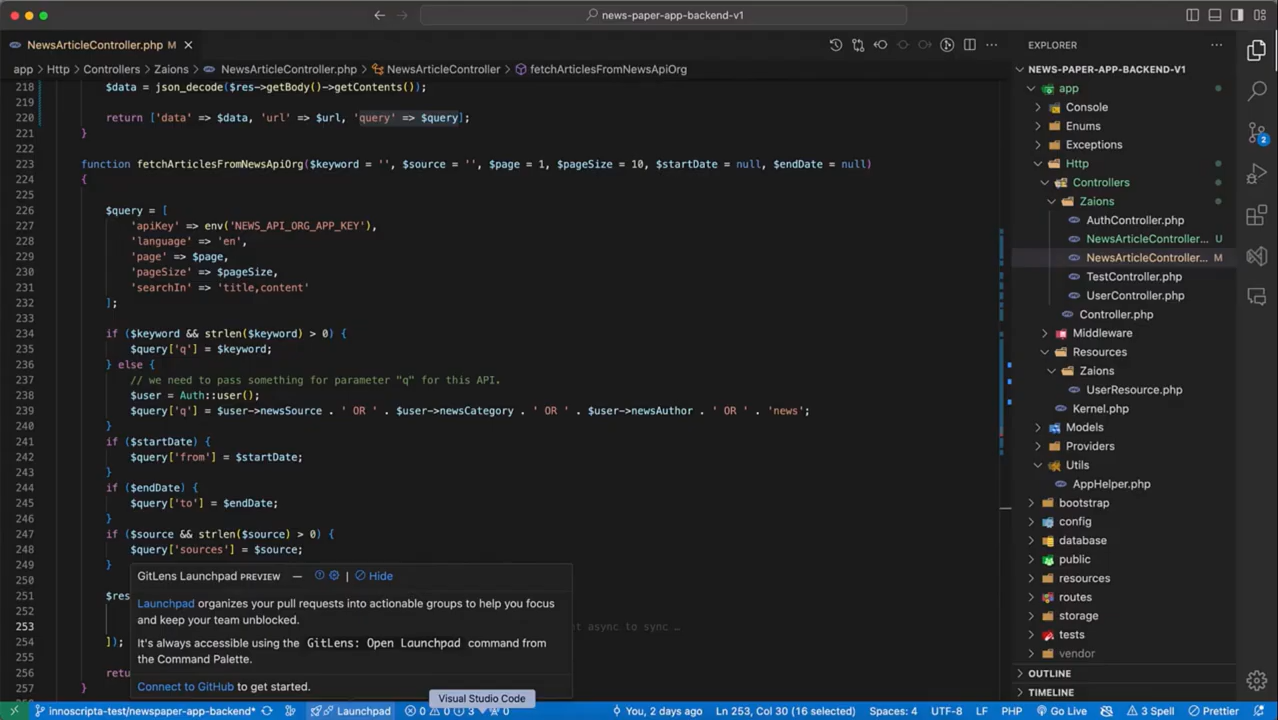 news-paper-app-backend-v1
NewsArticleController.php M
app > Http > Controllers > Zaions > NewsArticleController.php > NewsArticleController > fetchArticlesFromNewsApiOrg
218 $data = json_decode($res->getBody()->getContents());
219
220 return ['data' => $data, 'url' => $url, 'query' => $query];
221 }
222
223 function fetchArticlesFromNewsApiOrg($keyword = '', $source = '', $page = 1, $pageSize = 10, $startDate = null, $endDate = null)
224 {
225
226 $query = [
227 'apiKey' => env('NEWS_API_ORG_APP_KEY'),
228 'language' => 'en',
229 'page' => $page,
230 'pageSize' => $pageSize,
231 'searchIn' => 'title,content'
232 ];
233
234 if ($keyword && strlen($keyword) > 0) {
235 $query['q'] = $keyword;
236 } else {
237 // we need to pass something for parameter "q" for this API.
238 $user = Auth::user();
239 $query['q'] = $user->newsSource . ' OR ' . $user->newsCategory . ' OR ' . $user->newsAuthor . ' OR ' . 'news';
240 }
241 if ($startDate) {
242 $query['from'] = $startDate;
243 }
244 if ($endDate) {
245 $query['to'] = $endDate;
246 }
247 if ($source && strlen($source) > 0) {
248 $query['sources'] = $source;
249 }
250
251 $res
252
253 t async to sync …
254 ]);
255
256 retu
257 }
GitLens Launchpad PREVIEW — | Hide
Launchpad organizes your pull requests into actionable groups to help you focus
and keep your team unblocked.
It's always accessible using the GitLens: Open Launchpad command from
the Command Palette.
Connect to GitHub to get started.
Visual Studio Code
EXPLORER
NEWS-PAPER-APP-BACKEND-V1
app
Console
Enums
Exceptions
Http
Controllers
Zaions
AuthController.php
NewsArticleController... U
NewsArticleController... M
TestController.php
UserController.php
Controller.php
Middleware
Resources
Zaions
UserResource.php
Kernel.php
Models
Providers
Utils
AppHelper.php
bootstrap
config
database
public
resources
routes
storage
tests
vendor
OUTLINE
TIMELINE
2
innoscripta-test/newspaper-app-backend* Launchpad 0 0 3 0 You, 2 days ago Ln 253, Col 30 (16 selected) Spaces: 4 UTF-8 LF PHP Go Live 3 Spell Prettier